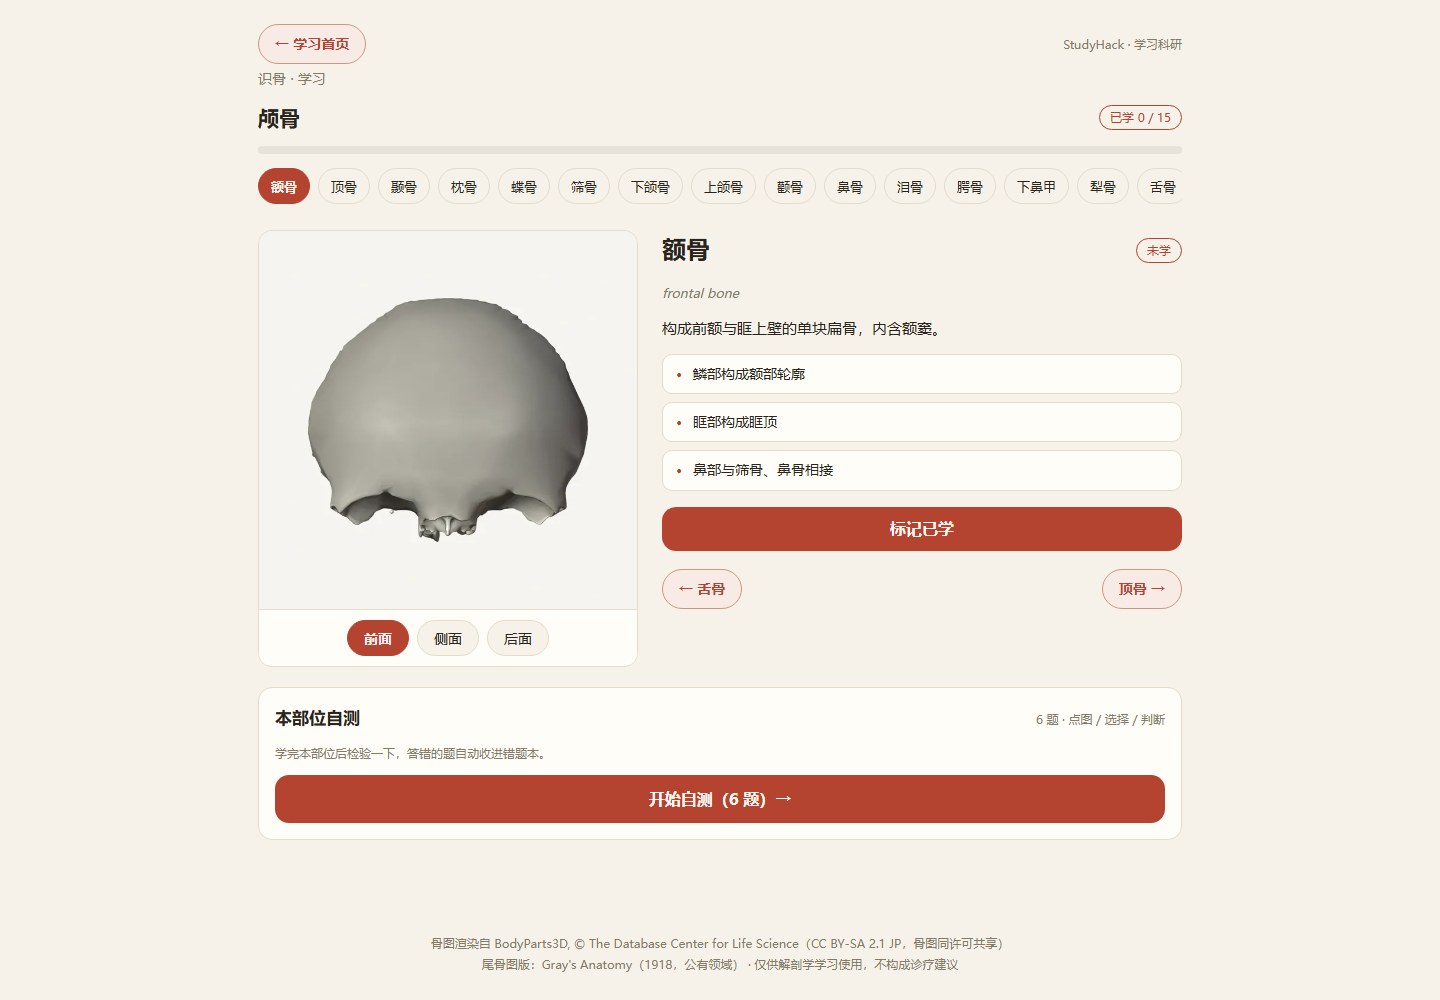 ← 学习首页
StudyHack · 学习科研
识骨 · 学习
颅骨
已学 0 / 15
额骨 顶骨 颞骨 枕骨 蝶骨 筛骨 下颌骨 上颌骨 颧骨 鼻骨 泪骨 腭骨 下鼻甲 犁骨 舌骨
额骨
未学
frontal bone
构成前额与眶上壁的单块扁骨，内含额窦。
• 鳞部构成额部轮廓
• 眶部构成眶顶
• 鼻部与筛骨、鼻骨相接
标记已学
← 舌骨
顶骨 →
前面 侧面 后面
本部位自测
6 题 · 点图 / 选择 / 判断
学完本部位后检验一下，答错的题自动收进错题本。
开始自测（6 题）→
骨图渲染自 BodyParts3D, © The Database Center for Life Science（CC BY-SA 2.1 JP，骨图同许可共享）
尾骨图版：Gray's Anatomy（1918，公有领域） · 仅供解剖学学习使用，不构成诊疗建议